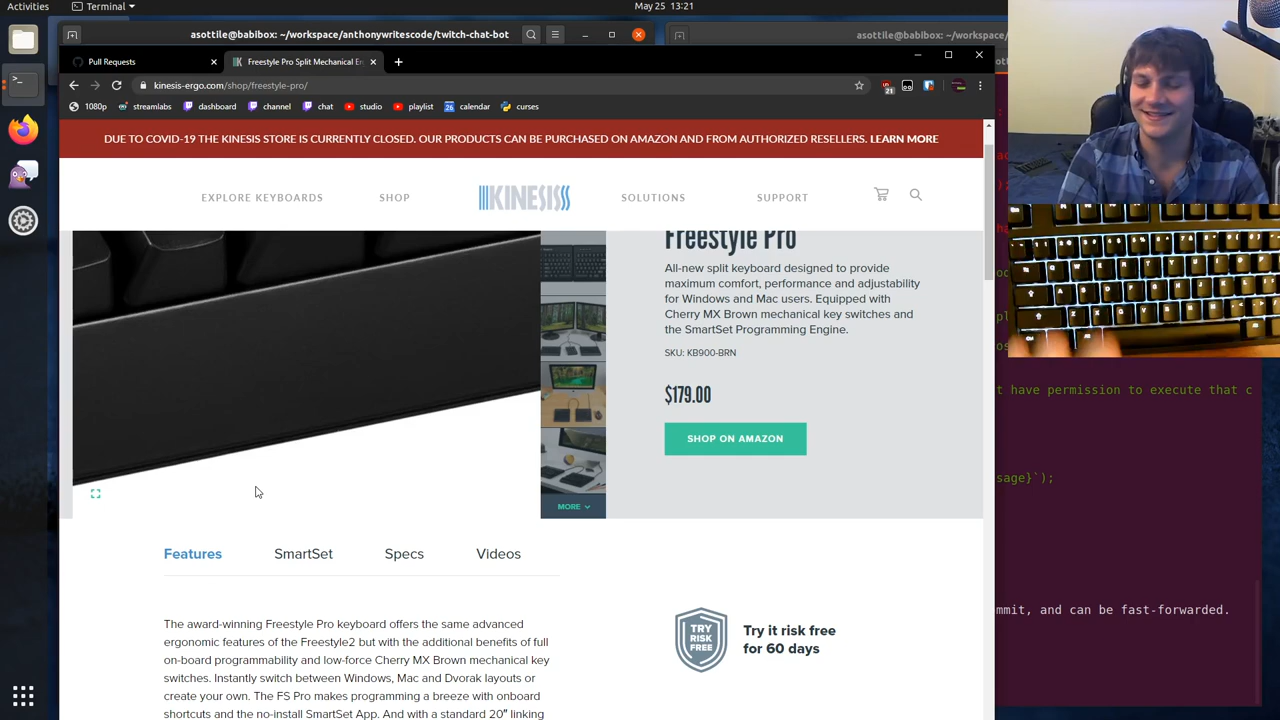 Activities
Terminal
May 25 13:21
asottile@babibox: ~/workspace/anthonywritescode/twitch-chat-bot
asottile@babibox: ~/workspace/
Pull Requests
Freestyle Pro Split Mechanical En
kinesis-ergo.com/shop/freestyle-pro/
21
1080p
streamlabs
dashboard
channel
chat
studio
playlist
26
calendar
curses
DUE TO COVID-19 THE KINESIS STORE IS CURRENTLY CLOSED. OUR PRODUCTS CAN BE PURCHASED ON AMAZON AND FROM AUTHORIZED RESELLERS. LEARN MORE
EXPLORE KEYBOARDS
SHOP
KINESIS
SOLUTIONS
SUPPORT
Freestyle Pro
All-new split keyboard designed to provide
maximum comfort, performance and adjustability
for Windows and Mac users. Equipped with
Cherry MX Brown mechanical key switches and
the SmartSet Programming Engine.
SKU: KB900-BRN
$179.00
SHOP ON AMAZON
MORE
Features
SmartSet
Specs
Videos
The award-winning Freestyle Pro keyboard offers the same advanced
ergonomic features of the Freestyle2 but with the additional benefits of full
on-board programmability and low-force Cherry MX Brown mechanical key
switches. Instantly switch between Windows, Mac and Dvorak layouts or
create your own. The FS Pro makes programming a breeze with onboard
shortcuts and the no-install SmartSet App. And with a standard 20" linking
TRY
RISK
FREE
Try it risk free
for 60 days
t have permission to execute that c
sage}`);
mmit, and can be fast-forwarded.